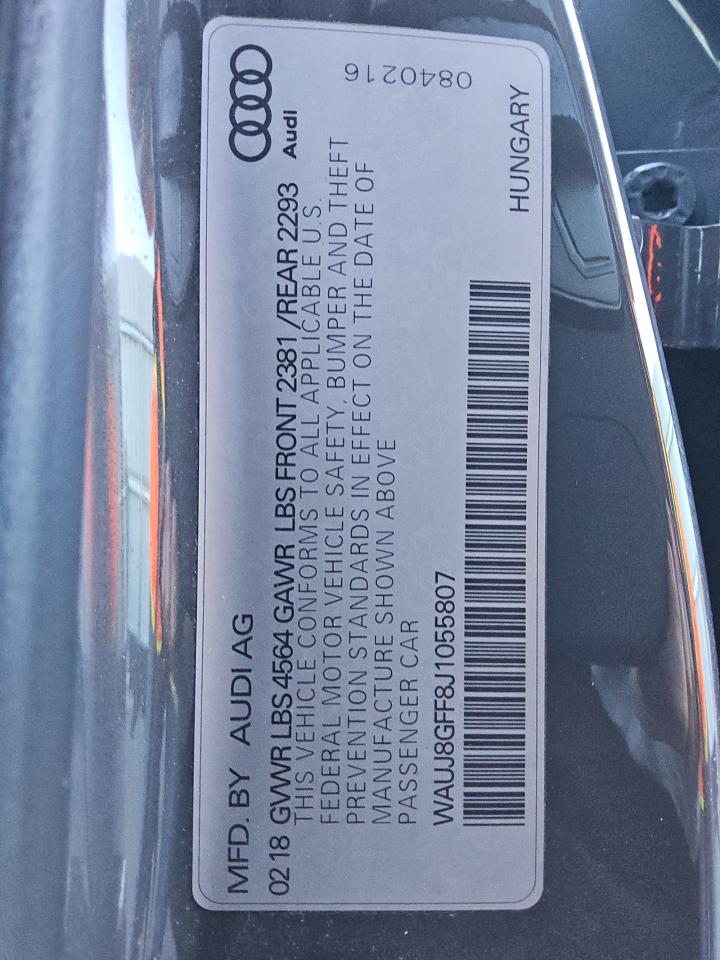 MFD. BY AUDI AG
Audi
02 18 GVWR LBS 4564 GAWR LBS FRONT 2381 /REAR 2293
THIS VEHICLE CONFORMS TO ALL APPLICABLE U.S.
FEDERAL MOTOR VEHICLE SAFETY, BUMPER AND THEFT
PREVENTION STANDARDS IN EFFECT ON THE DATE OF
MANUFACTURE SHOWN ABOVE
PASSENGER CAR
0840216
WAUJ8GFF8J1055807
HUNGARY